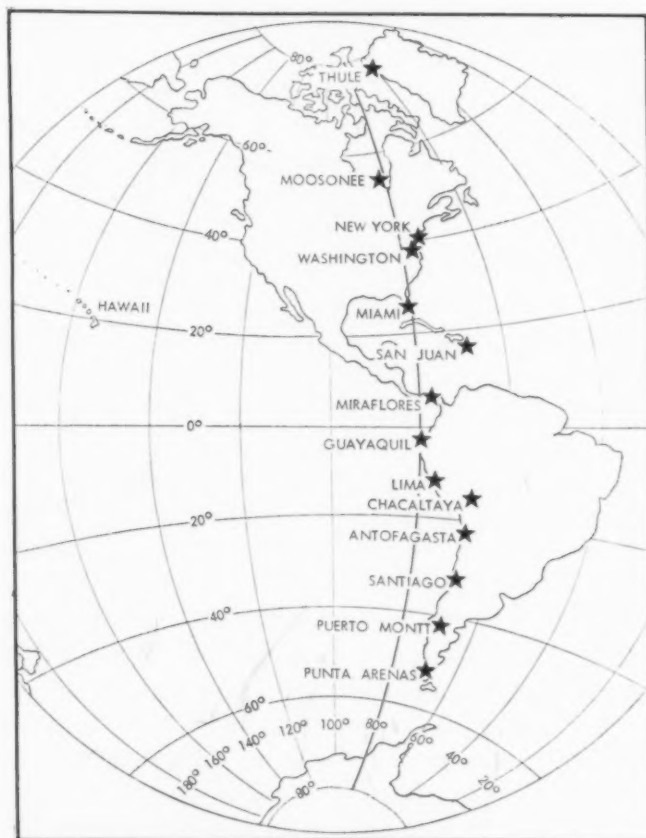 80°
THULE
60°
MOOSONEE
NEW YORK
40°
WASHINGTON
HAWAII
MIAMI
20°
SAN JUAN
MIRAFLORES
0°
GUAYAQUIL
LIMA
CHACALTAYA
20°
ANTOFAGASTA
SANTIAGO
40°
PUERTO MONTT
PUNTA ARENAS
60°
180° 160° 140° 120° 100° 80° 60° 40° 20°
80°